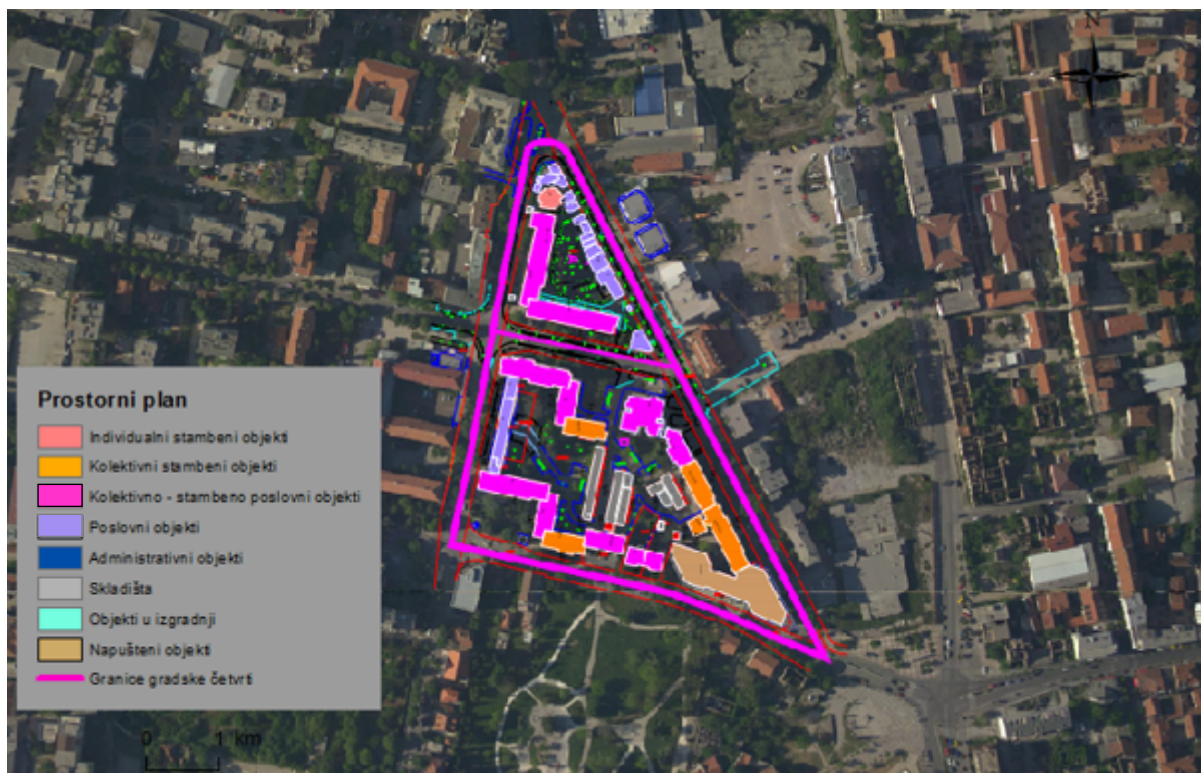 N
Prostorni plan
Individualni stambeni objekti
Kolektivni stambeni objekti
Kolektivno - stambeno poslovni objekti
Poslovni objekti
Administrativni objekti
Skladišta
Objekti u izgradnji
Napušteni objekti
Granice gradske četvrti
0 1 km